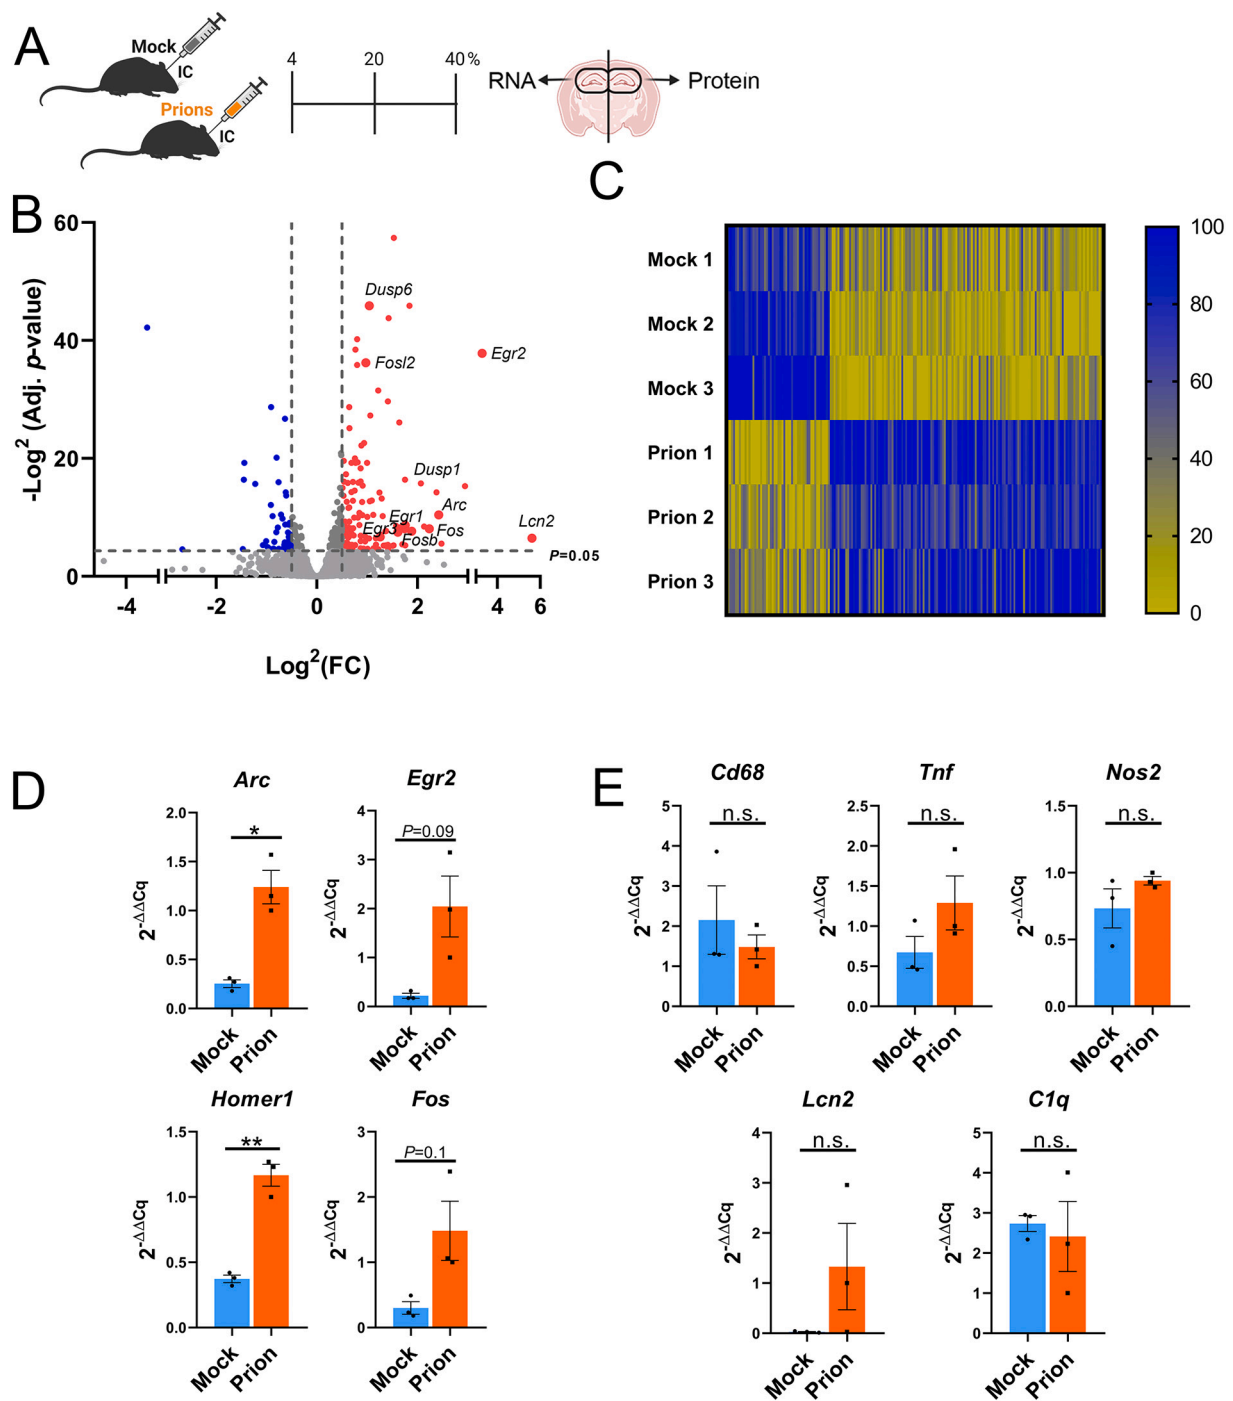 A
Mock
IC
Prions
IC
4 20 40%
RNA Protein
B
-Log2 (Adj. p-value)
60
40
20
0
Dusp6
Fosl2
Egr2
Dusp1
Arc
Egr1
Egr3
Fos
Fosb
Lcn2
P=0.05
-4 -2 0 2 4 6
Log2(FC)
C
Mock 1
Mock 2
Mock 3
Prion 1
Prion 2
Prion 3
100
80
60
40
20
0
D
Arc
2-ΔΔCq
2.0
1.5
1.0
0.5
0.0
*
Mock Prion
Egr2
2-ΔΔCq
4
3
2
1
0
P=0.09
Mock Prion
Homer1
2-ΔΔCq
1.5
1.0
0.5
0.0
**
Mock Prion
Fos
2-ΔΔCq
3
2
1
0
P=0.1
Mock Prion
E
Cd68
2-ΔΔCq
5
4
3
2
1
0
n.s.
Mock Prion
Tnf
2-ΔΔCq
2.5
2.0
1.5
1.0
0.5
0.0
n.s.
Mock Prion
Nos2
2-ΔΔCq
1.5
1.0
0.5
0.0
n.s.
Mock Prion
Lcn2
2-ΔΔCq
4
3
2
1
0
n.s.
Mock Prion
C1q
2-ΔΔCq
5
4
3
2
1
0
n.s.
Mock Prion